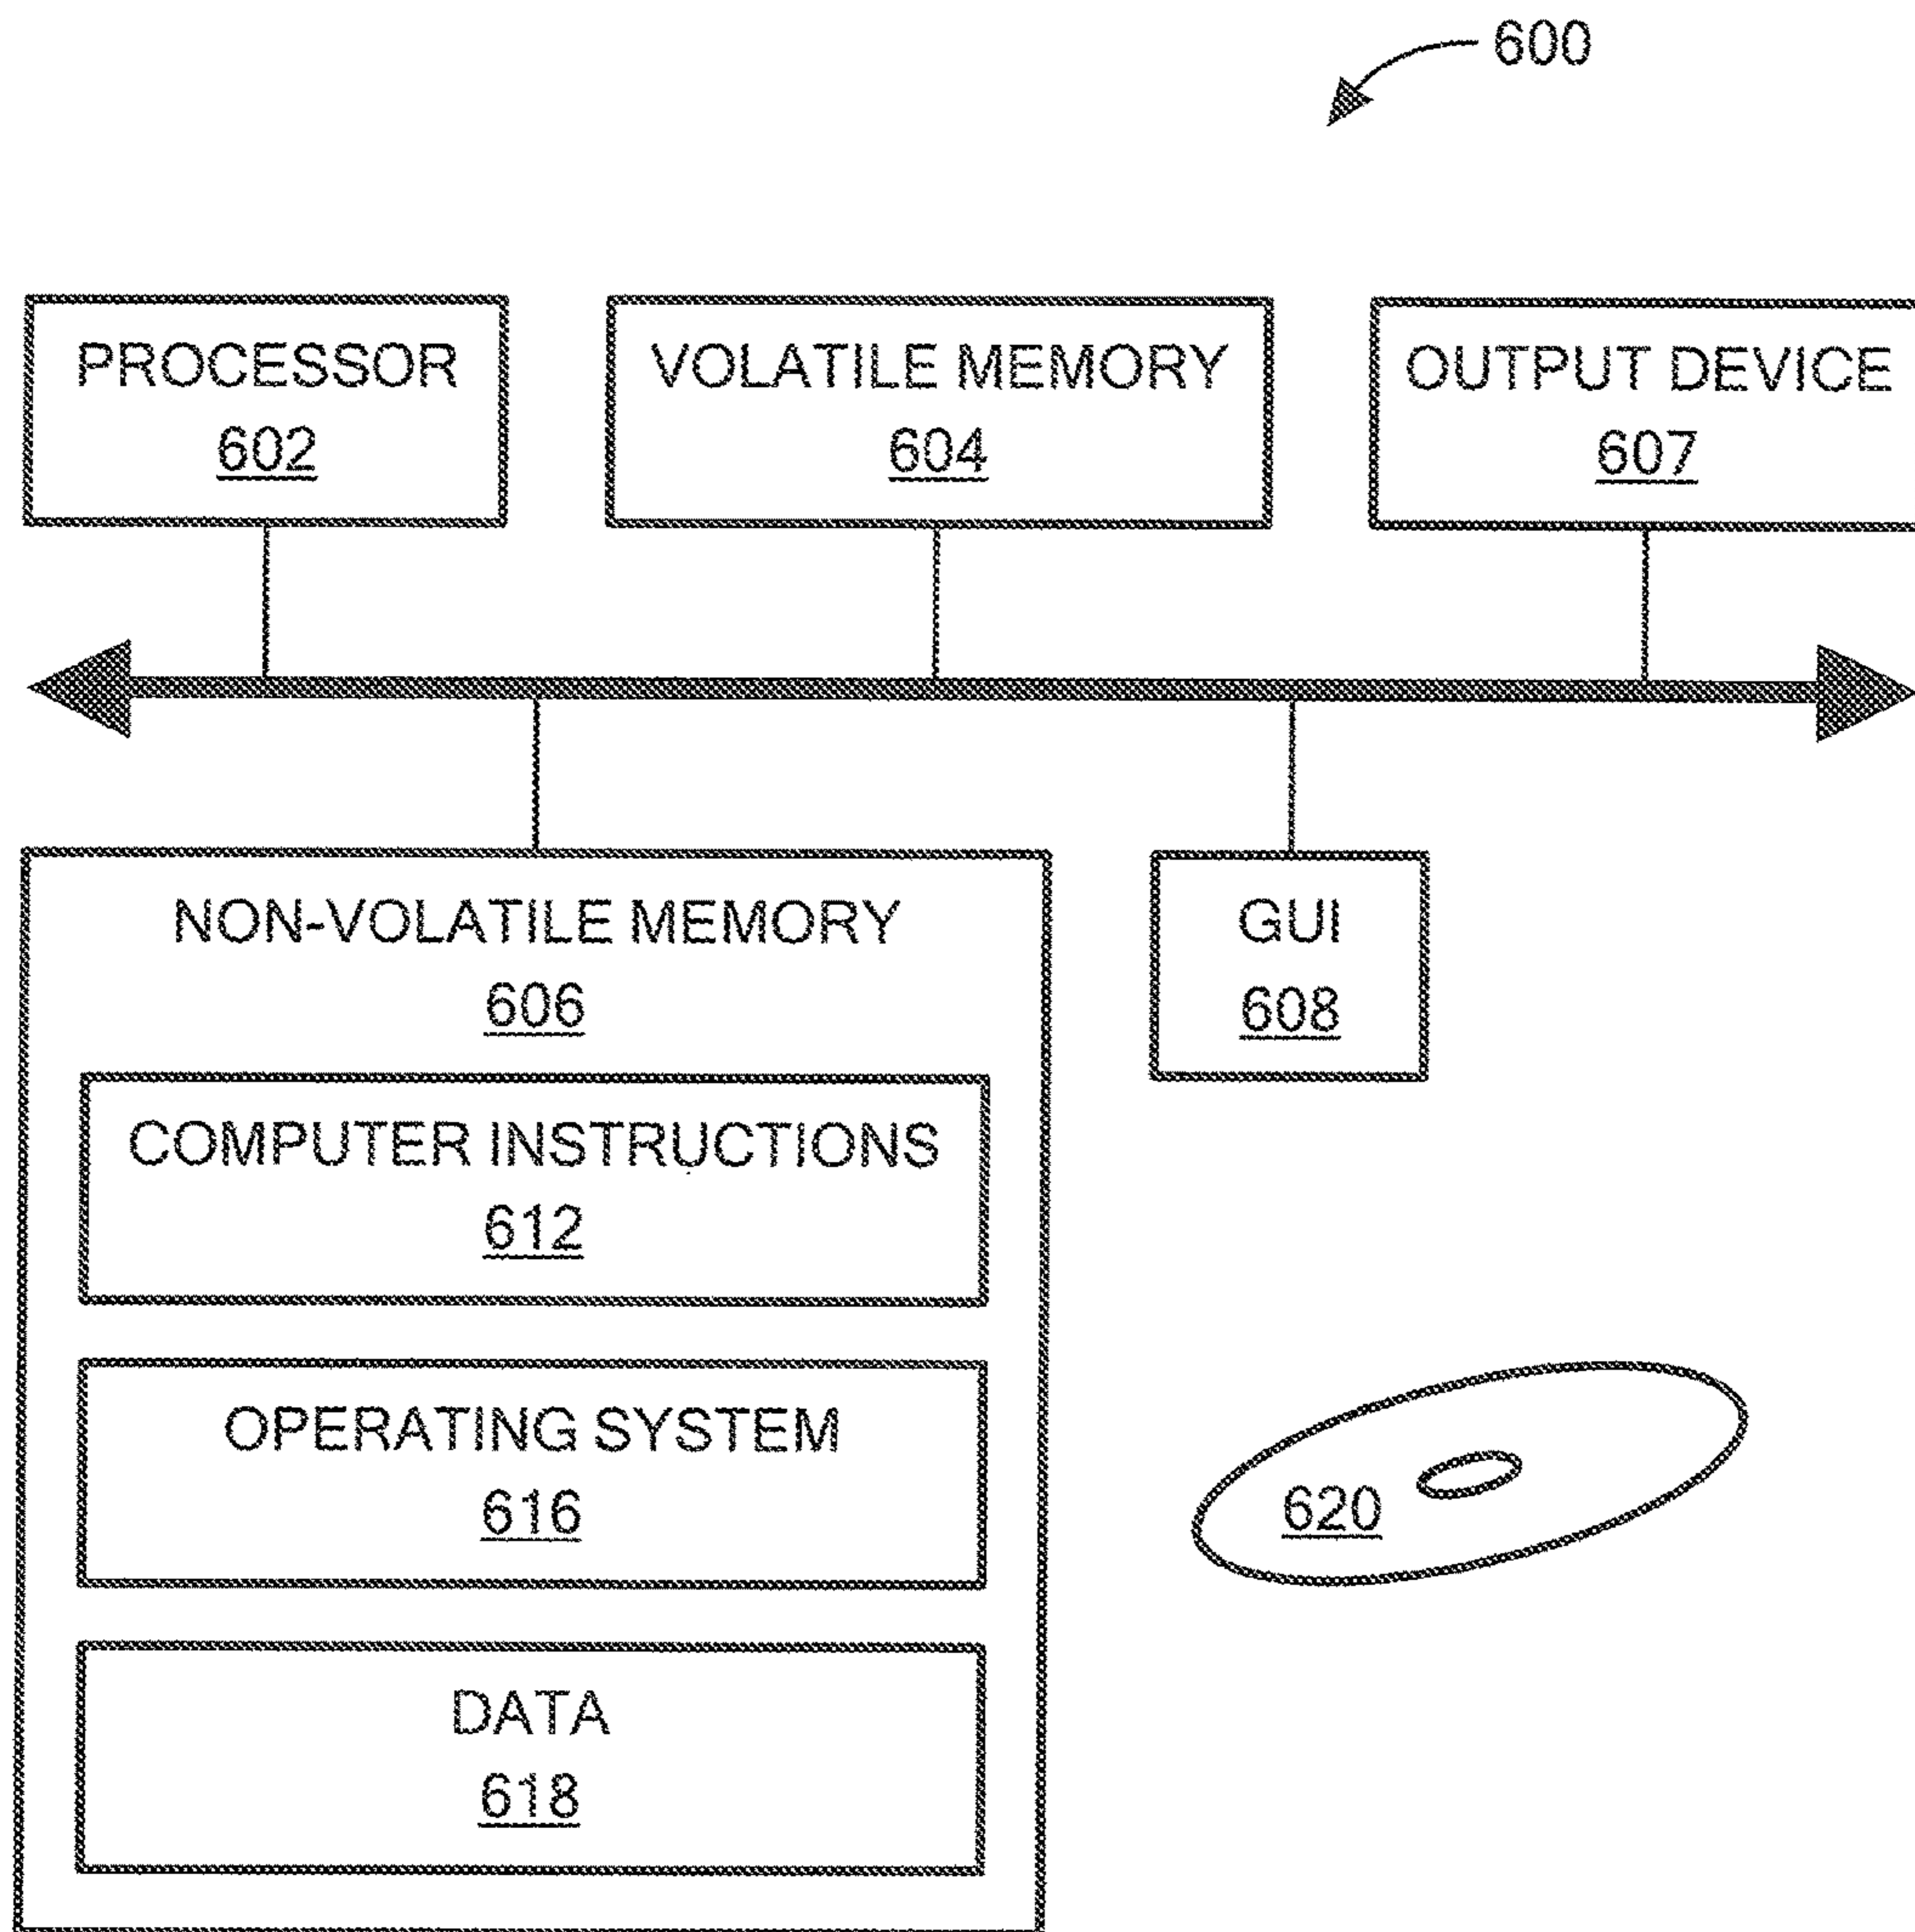 600
PROCESSOR
602
VOLATILE MEMORY
604
OUTPUT DEVICE
607
NON-VOLATILE MEMORY
606
GUI
608
COMPUTER INSTRUCTIONS
612
OPERATING SYSTEM
616
620
DATA
618